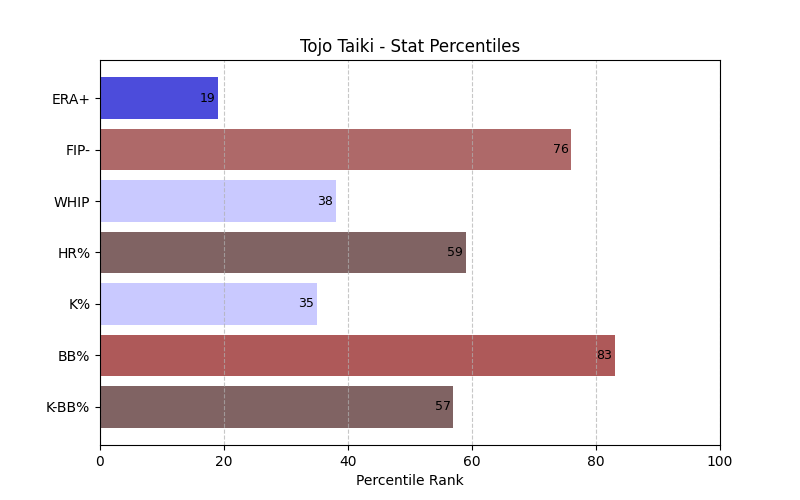 Tojo Taiki - Stat Percentiles
ERA+ 19
FIP- 76
WHIP 38
HR% 59
K% 35
BB% 83
K-BB% 57
0 20 40 60 80 100
Percentile Rank